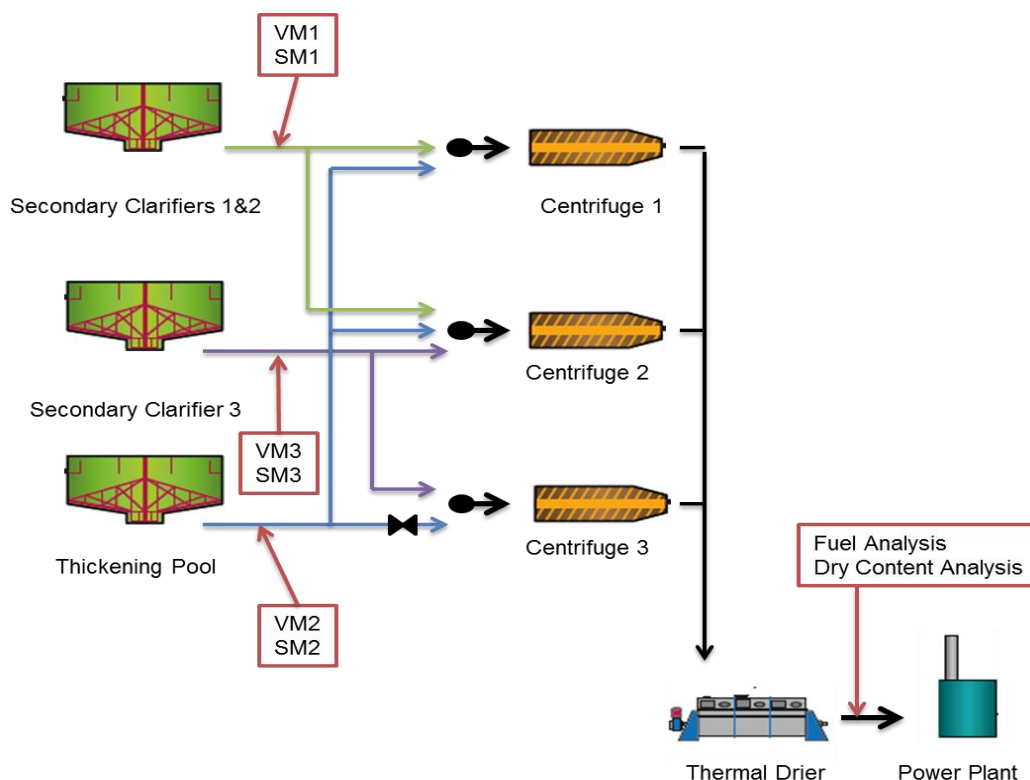 VM1
SM1
Secondary Clarifiers 1&2
Centrifuge 1
Secondary Clarifier 3
Centrifuge 2
VM3
SM3
Thickening Pool
Centrifuge 3
VM2
SM2
Fuel Analysis
Dry Content Analysis
Thermal Drier
Power Plant